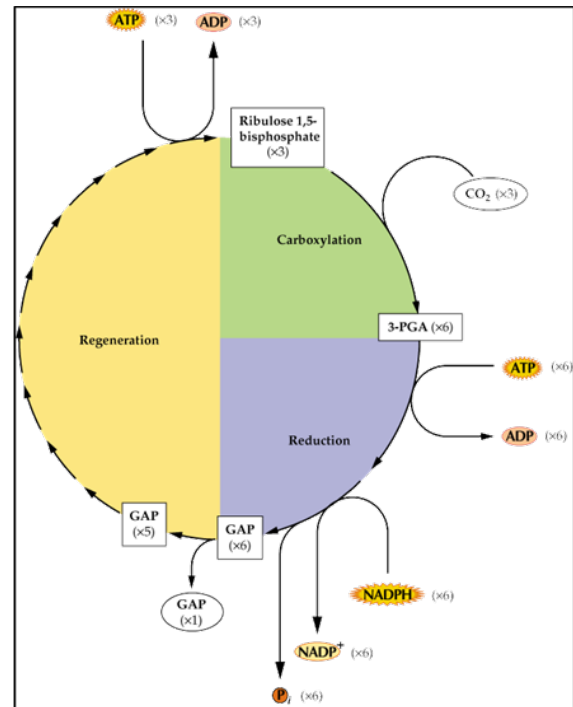 ATP (×3) ADP (×3)
Ribulose 1,5-
bisphosphate
(×3)
CO₂ (×3)
Carboxylation
3-PGA (×6)
Regeneration
ATP (×6)
Reduction
ADP (×6)
GAP
(×5)
GAP
(×6)
GAP
(×1)
NADPH (×6)
NADP⁺ (×6)
Pᵢ (×6)